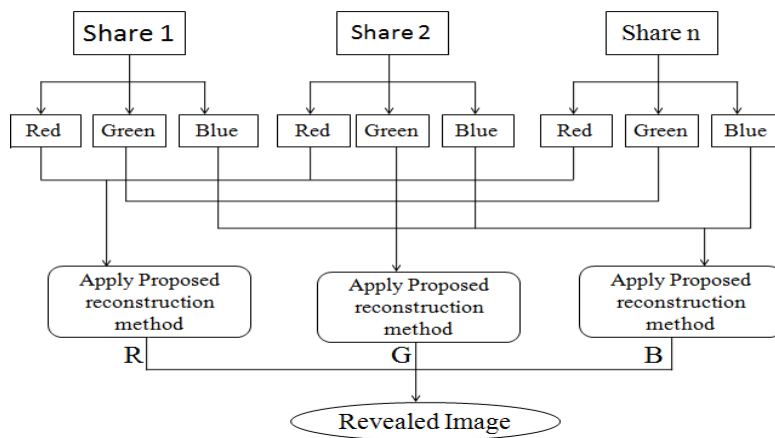 Share 1
Share 2
Share n
Red
Green
Blue
Red
Green
Blue
Red
Green
Blue
Apply Proposed
reconstruction
method
Apply Proposed
reconstruction
method
Apply Proposed
reconstruction
method
R
G
B
Revealed Image